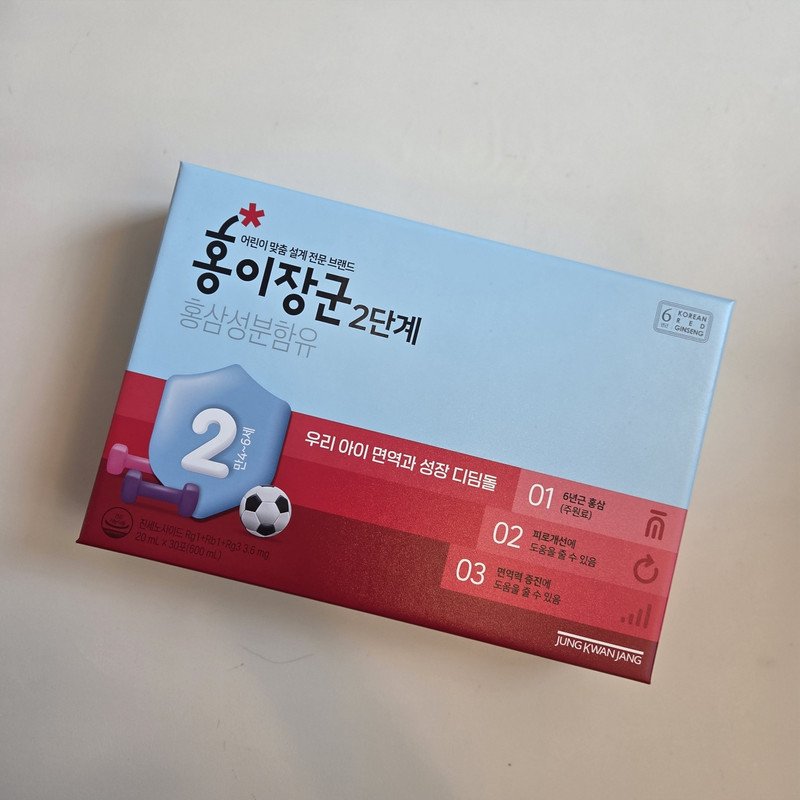 어린이 맞춤 설계 전문 브랜드
홍이장군 2단계
홍삼성분함유
6년근 KOREAN RED GINSENG
2
만4~6세
우리 아이 면역과 성장 디딤돌
01 6년근 홍삼
(주원료)
02 피로개선에
도움을 줄 수 있음
03 면역력 증진에
도움을 줄 수 있음
진세노사이드 Rg1+Rb1+Rg3 3.6 mg
20 mL x 30포(600 mL)
JUNG KWAN JANG